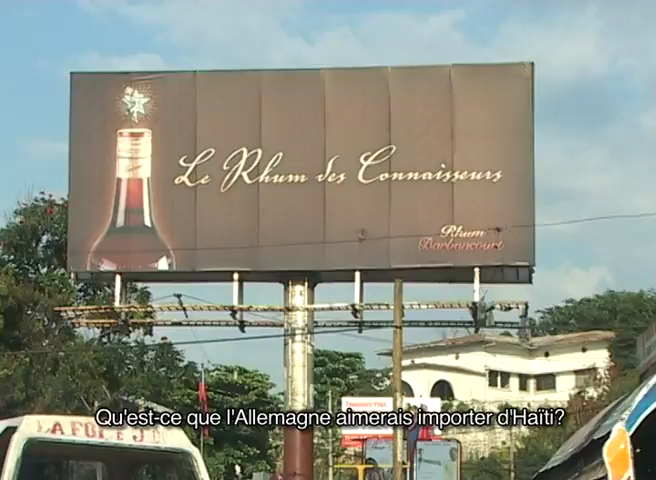 Le Rhum des Connaisseurs
Rhum
Barbancourt
Qu'est-ce que l'Allemagne aimerais importer d'Haïti?
LA FOI